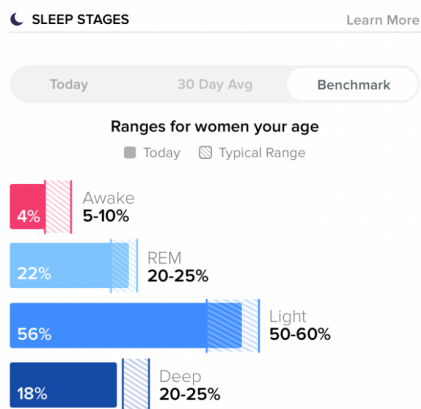 SLEEP STAGES Learn More
Today 30 Day Avg Benchmark
Ranges for women your age
Today Typical Range
Awake
4% 5-10%
REM
22% 20-25%
Light
56% 50-60%
Deep
18% 20-25%